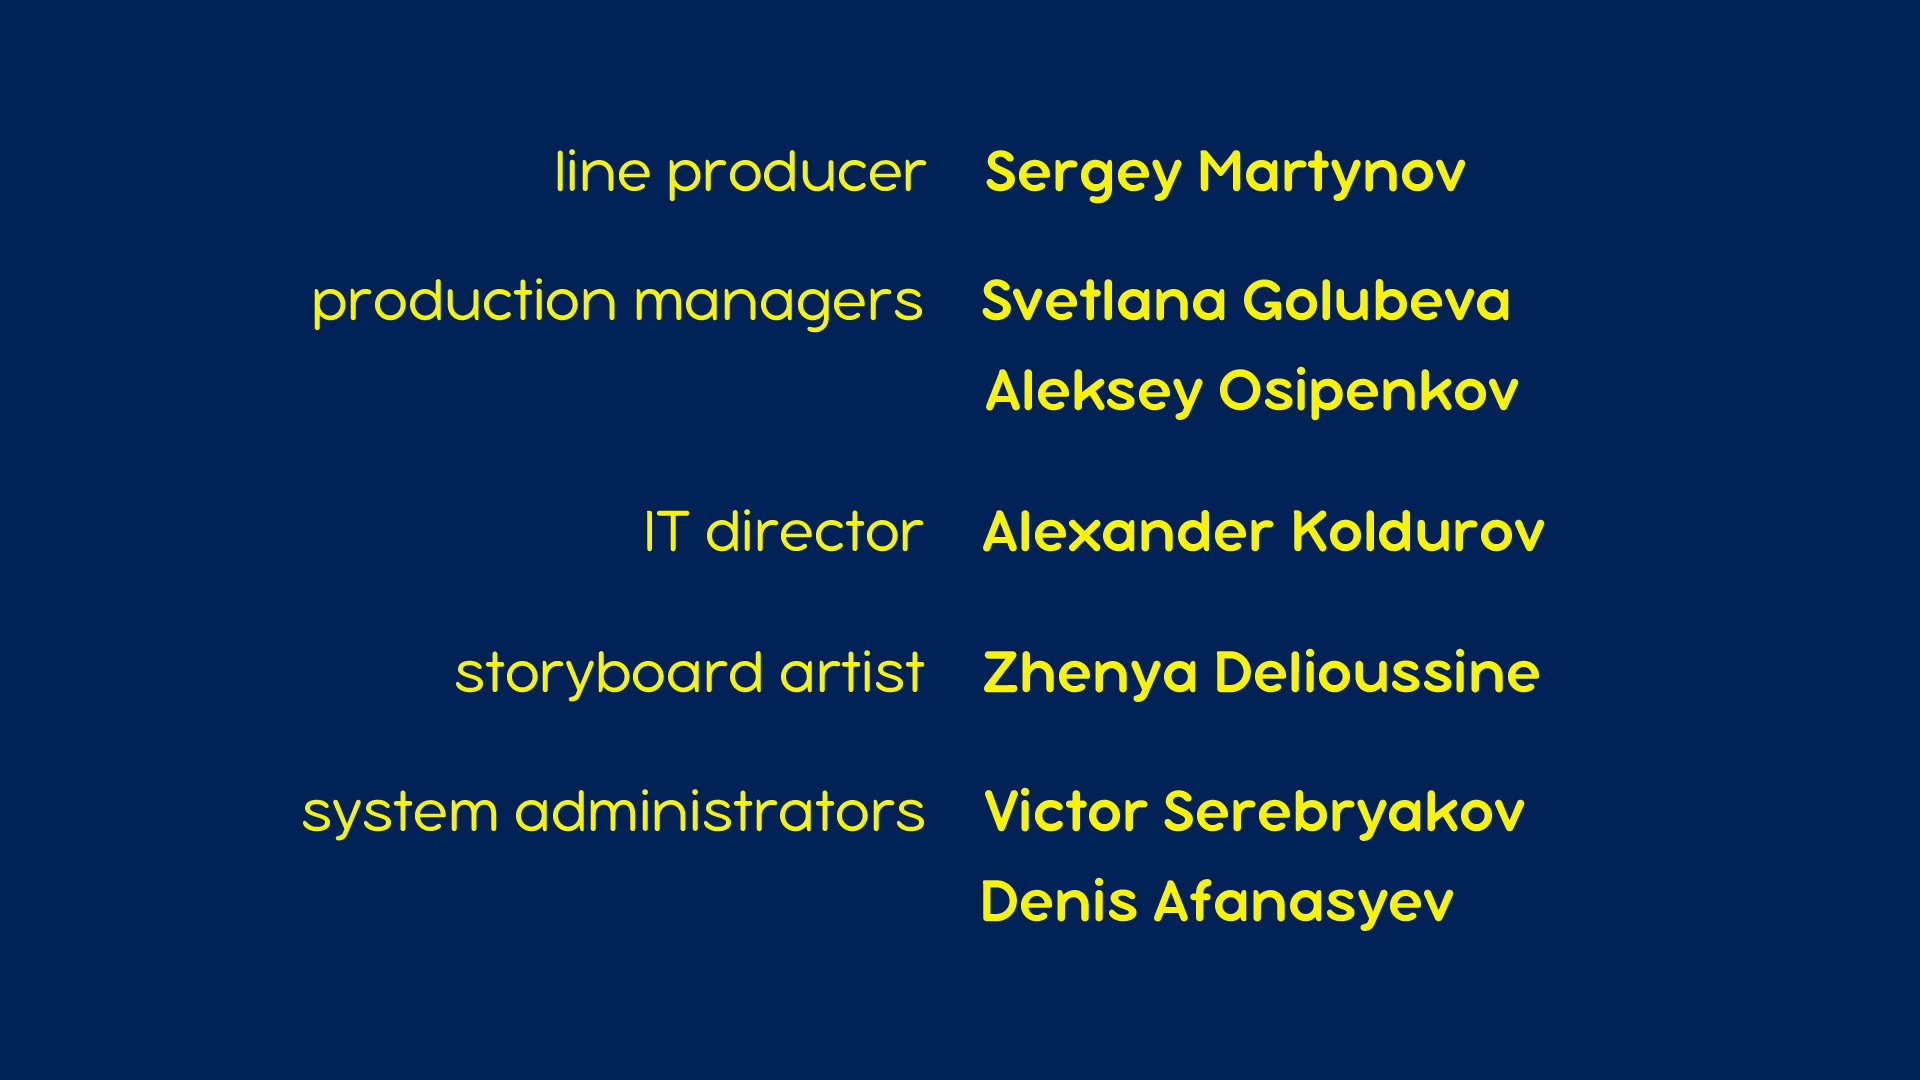 line producer Sergey Martynov
production managers Svetlana Golubeva
Aleksey Osipenkov
IT director Alexander Koldurov
storyboard artist Zhenya Delioussine
system administrators Victor Serebryakov
Denis Afanasyev